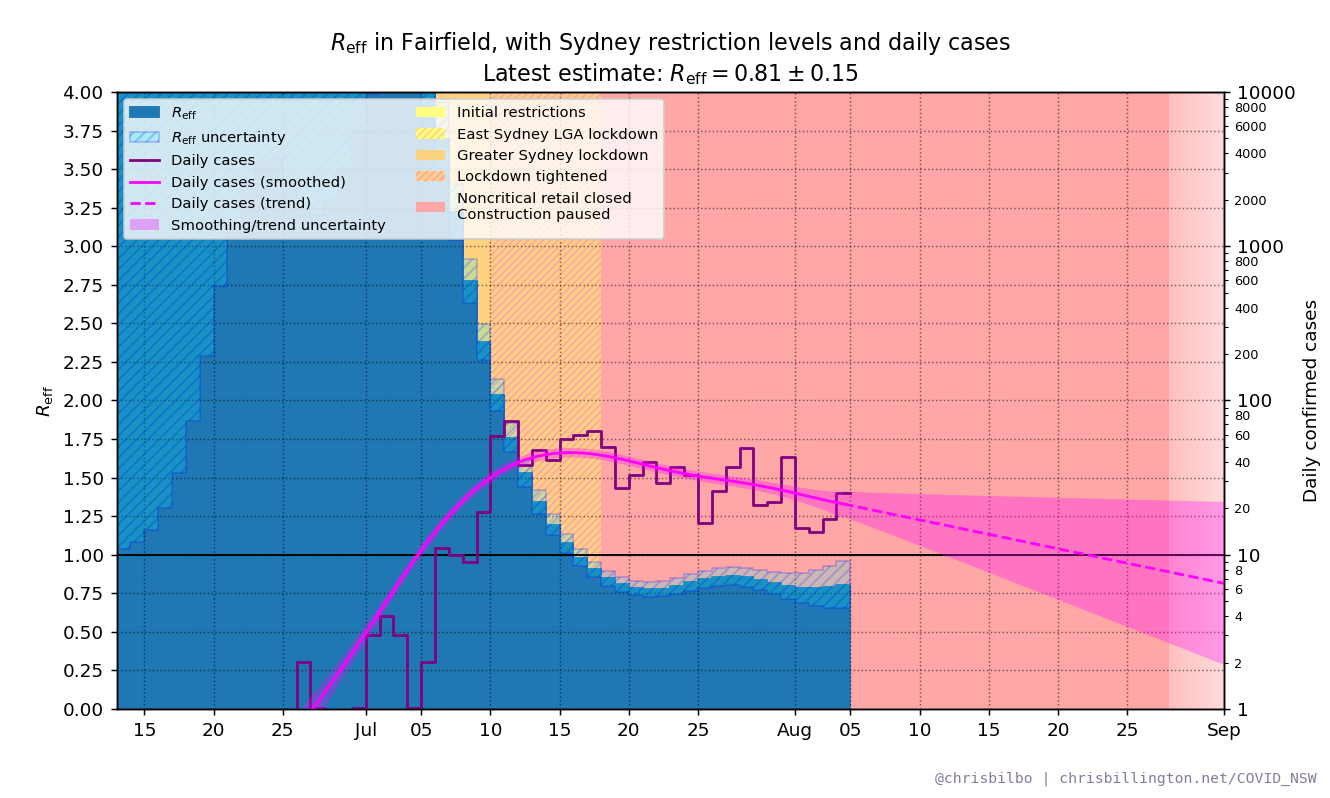 R_eff in Fairfield, with Sydney restriction levels and daily cases
Latest estimate: R_eff = 0.81 ± 0.15
R_eff
R_eff uncertainty
Daily cases
Daily cases (smoothed)
Daily cases (trend)
Smoothing/trend uncertainty
Initial restrictions
East Sydney LGA lockdown
Greater Sydney lockdown
Lockdown tightened
Noncritical retail closed
Construction paused
4.00
3.75
3.50
3.25
3.00
2.75
2.50
2.25
2.00
1.75
1.50
1.25
1.00
0.75
0.50
0.25
0.00
R_eff
10000
8000
6000
4000
2000
1000
800
600
400
200
100
80
60
40
20
10
8
6
4
2
1
Daily confirmed cases
15 20 25 Jul 05 10 15 20 25 Aug 05 10 15 20 25 Sep
@chrisbilbo | chrisbillington.net/COVID_NSW